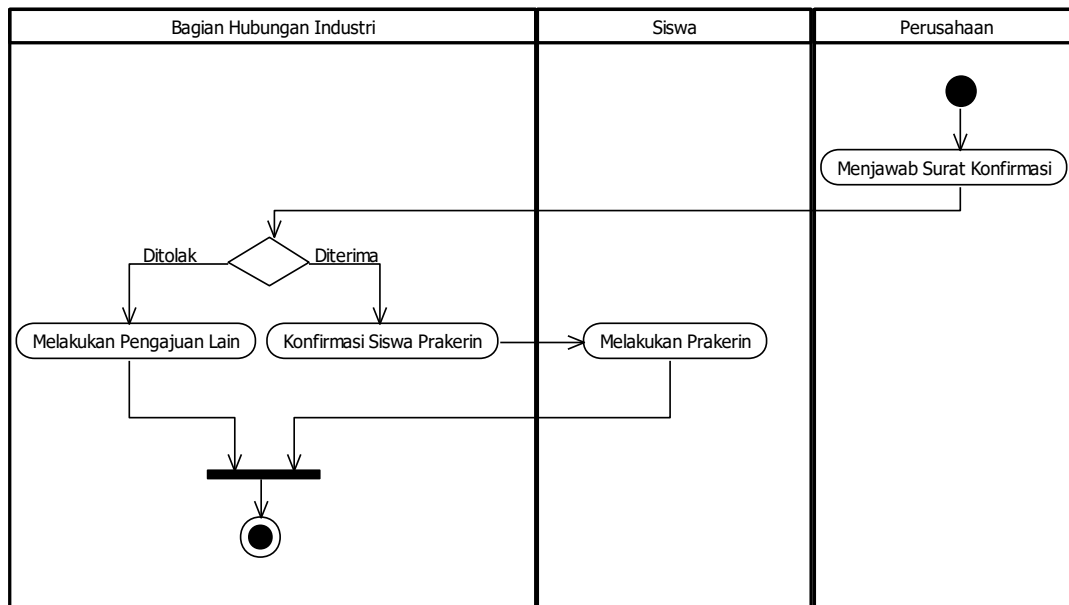 Bagian Hubungan Industri
Siswa
Perusahaan
Menjawab Surat Konfirmasi
Ditolak
Diterima
Melakukan Pengajuan Lain
Konfirmasi Siswa Prakerin
Melakukan Prakerin